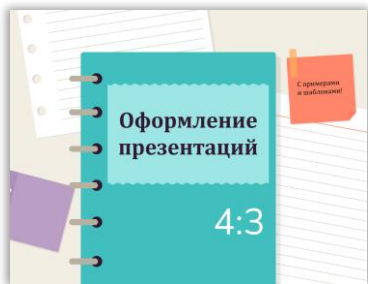 Оформление
презентаций
С примерами
и шаблонами!
4:3